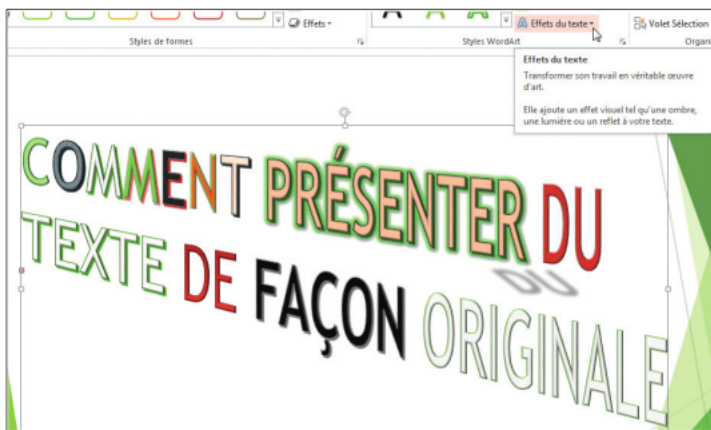 Effets
Effets du texte
Volet Sélection
Styles de formes
Styles WordArt
Organi
Effets du texte
Transformer son travail en véritable œuvre
d'art.
Elle ajoute un effet visuel tel qu'une ombre,
une lumière ou un reflet à votre texte.
COMMENT PRÉSENTER DU
TEXTE DE FAÇON ORIGINALE